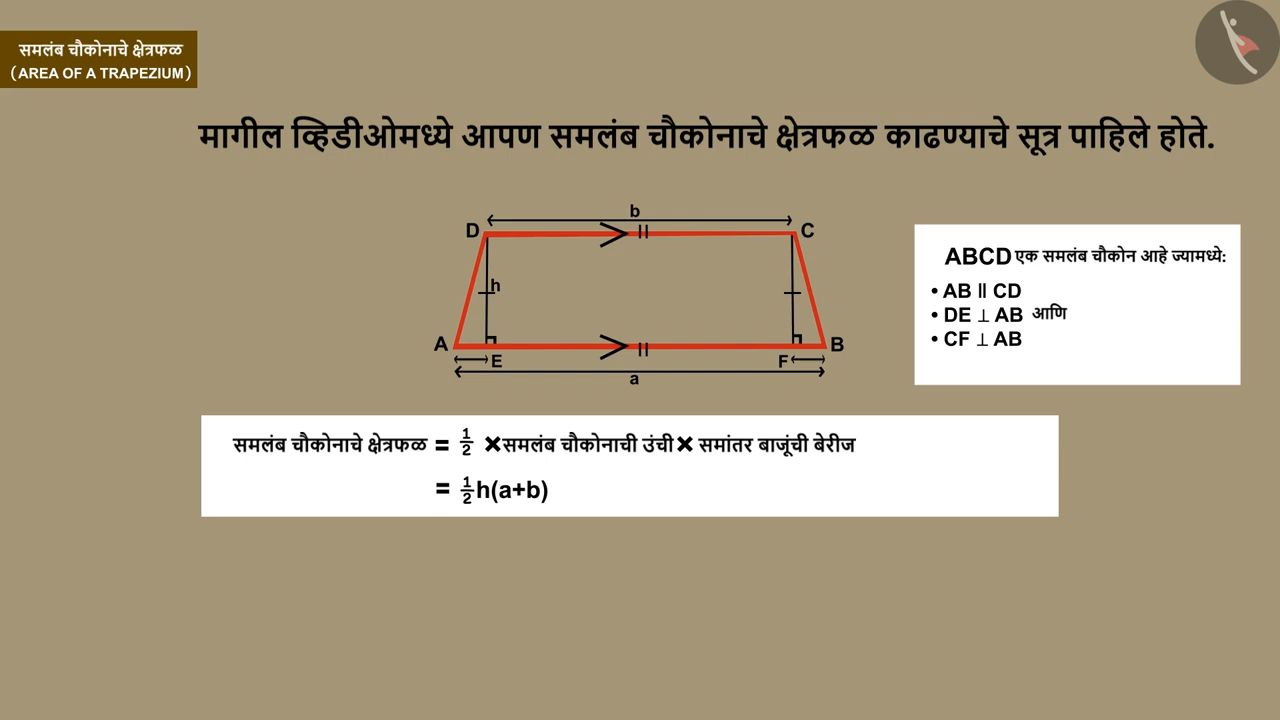 समलंब चौकोनाचे क्षेत्रफळ
(AREA OF A TRAPEZIUM)
मागील व्हिडीओमध्ये आपण समलंब चौकोनाचे क्षेत्रफळ काढण्याचे सूत्र पाहिले होते.
b
D
C
h
A
B
E
F
a
ABCD एक समलंब चौकोन आहे ज्यामध्ये:
• AB || CD
• DE ⊥ AB आणि
• CF ⊥ AB
समलंब चौकोनाचे क्षेत्रफळ = 1/2 × समलंब चौकोनाची उंची × समांतर बाजूंची बेरीज
= 1/2 h(a+b)